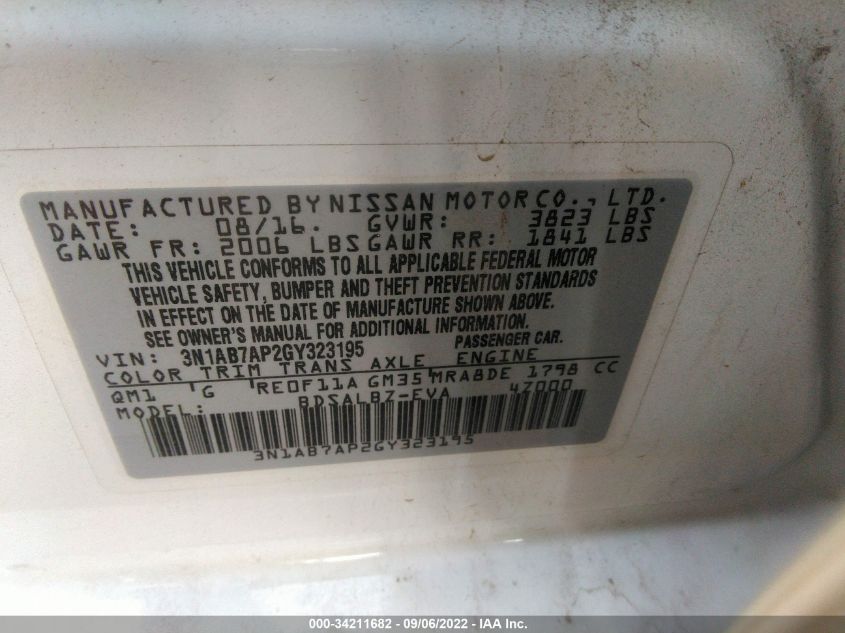 MANUFACTURED BY NISSAN MOTOR CO., LTD.
DATE: 08/16. GVWR: 3823 LBS
GAWR FR: 2006 LBS GAWR RR: 1841 LBS
THIS VEHICLE CONFORMS TO ALL APPLICABLE FEDERAL MOTOR
VEHICLE SAFETY, BUMPER AND THEFT PREVENTION STANDARDS
IN EFFECT ON THE DATE OF MANUFACTURE SHOWN ABOVE.
SEE OWNER'S MANUAL FOR ADDITIONAL INFORMATION.
VIN: 3N1AB7AP2GY323195 PASSENGER CAR.
COLOR TRIM TRANS AXLE ENGINE
QM1 G RE0F11A GM35 MRA8DE 1798 CC
MODEL: BDSALBZ-EVA 4Z000
3N1AB7AP2GY323195
000-34211682 - 09/06/2022 - IAA Inc.